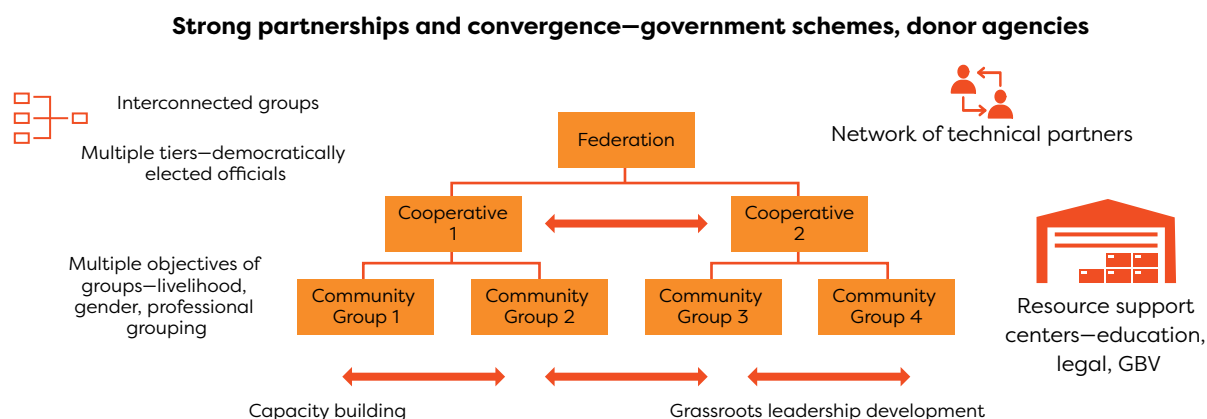 Strong partnerships and convergence—government schemes, donor agencies
Interconnected groups
Multiple tiers—democratically
elected officials
Multiple objectives of
groups—livelihood,
gender, professional
grouping
Federation
Cooperative
1
Cooperative
2
Community
Group 1
Community
Group 2
Community
Group 3
Community
Group 4
Network of technical partners
Resource support
centers—education,
legal, GBV
Capacity building
Grassroots leadership development